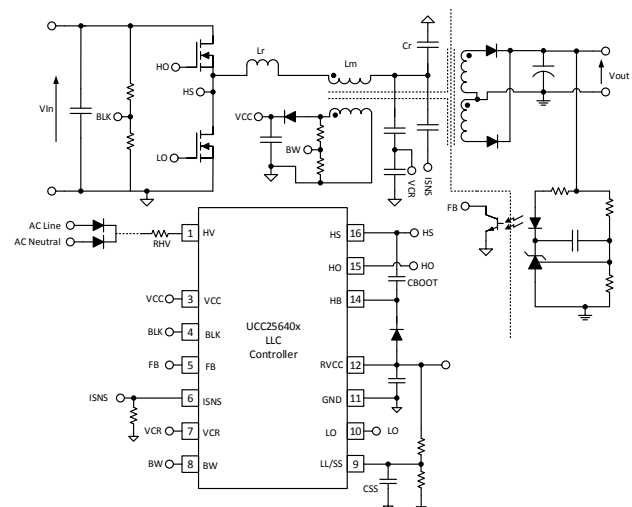 Cr
Lr
Lm
HO
HS
VIn
BLK
LO
VCC
BW
VCR
ISNS
Vout
FB
AC Line
AC Neutral
RHV
1 HV
HS 16 HS
HO 15 HO
CBOOT
VCC 3 VCC
HB 14
BLK 4 BLK
UCC25640x
LLC
Controller
FB 5 FB
RVCC 12
ISNS 6 ISNS
GND 11
VCR 7 VCR
LO 10 LO
BW 8 BW
LL/SS 9
CSS